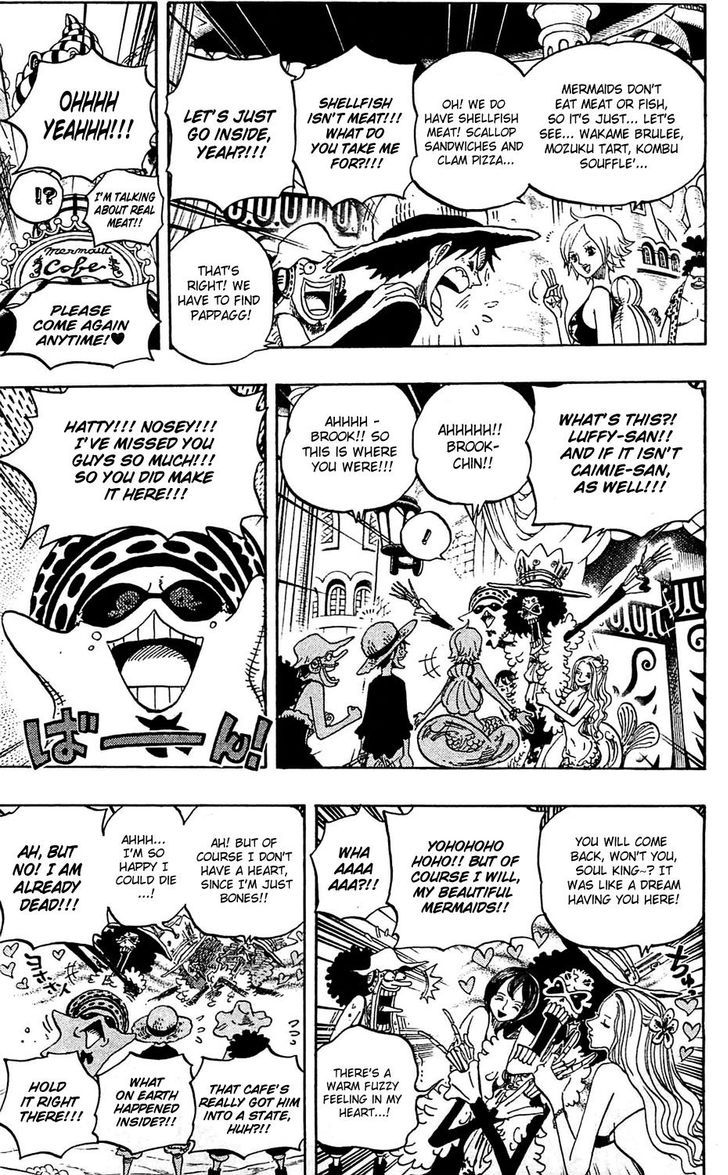 MERMAIDS DON'T
EAT MEAT OR FISH,
SO IT'S JUST... LET'S
SEE... WAKAME BRULEE,
MOZUKU TART, KOMBU
SOUFFLE'...
OH! WE DO
HAVE SHELLFISH
MEAT! SCALLOP
SANDWICHES AND
CLAM PIZZA...
SHELLFISH
ISN'T MEAT!!!
WHAT DO
YOU TAKE ME
FOR?!!!
LET'S JUST
GO INSIDE,
YEAH?!!!
THAT'S
RIGHT! WE
HAVE TO FIND
PAPPAGG!
OHHHH
YEAHHH!!!
!?
I'M TALKING
ABOUT REAL
MEAT!!
Mermaid
Cafe
PLEASE
COME AGAIN
ANYTIME!♥
WHAT'S THIS?!
LUFFY-SAN!!
AND IF IT ISN'T
CAIMIE-SAN,
AS WELL!!!
AHHHHH!!
BROOK-
CHIN!!
AHHHH -
BROOK!! SO
THIS IS WHERE
YOU WERE!!!
!
HATTY!!! NOSEY!!!
I'VE MISSED YOU
GUYS SO MUCH!!!
SO YOU DID MAKE
IT HERE!!!
ばーん!
YOU WILL COME
BACK, WON'T YOU,
SOUL KING~? IT
WAS LIKE A DREAM
HAVING YOU HERE!
YOHOHOHO
HOHO!! BUT OF
COURSE I WILL,
MY BEAUTIFUL
MERMAIDS!!
WHA
AAAA
AA?!!
THERE'S A
WARM FUZZY
FEELING IN MY
HEART...!
AH! BUT OF
COURSE I DON'T
HAVE A HEART,
SINCE I'M JUST
BONES!!
AHHH...
I'M SO
HAPPY I
COULD DIE
...!
AH, BUT
NO! I AM
ALREADY
DEAD!!!
THAT CAFE'S
REALLY GOT HIM
INTO A STATE,
HUH?!!
WHAT
ON EARTH
HAPPENED
INSIDE?!!
HOLD
IT RIGHT
THERE!!!